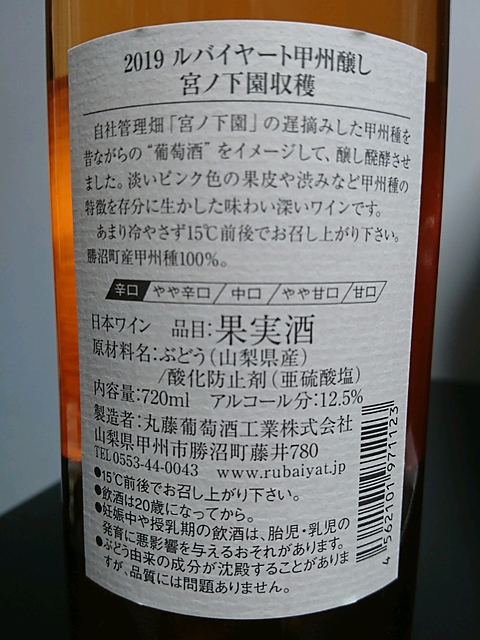 2019 ルバイヤート甲州醸し
宮ノ下園収穫
自社管理畑「宮ノ下園」の遅摘みした甲州種を
昔ながらの“葡萄酒”をイメージして、醸し醗酵させ
ました。淡いピンク色の果皮や渋みなど甲州種の
特徴を存分に生かした味わい深いワインです。
あまり冷やさず15℃前後でお召し上がり下さい。
勝沼町産甲州種100%。
辛口 / やや辛口 / 中口 / やや甘口 / 甘口
日本ワイン 品目:果実酒
原材料名:ぶどう(山梨県産)
/酸化防止剤(亜硫酸塩)
内容量:720ml アルコール分:12.5%
製造者:丸藤葡萄酒工業株式会社
山梨県甲州市勝沼町藤井780
TEL0553-44-0043 www.rubaiyat.jp
●15℃前後でお召し上がり下さい。
●飲酒は20歳になってから。
●妊娠中や授乳期の飲酒は、胎児・乳児の
発育に悪影響を与えるおそれがあります。
●ぶどう由来の成分が沈殿することがありま
すが、品質には問題ありません。
4 562101 971123